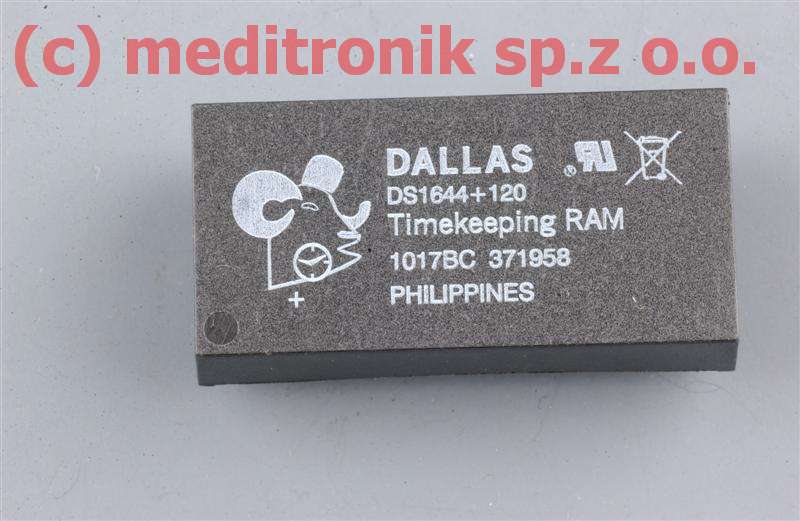 (c) meditronik sp.z o.o.
DALLAS
DS1644+120
Timekeeping RAM
1017BC 371958
PHILIPPINES
+